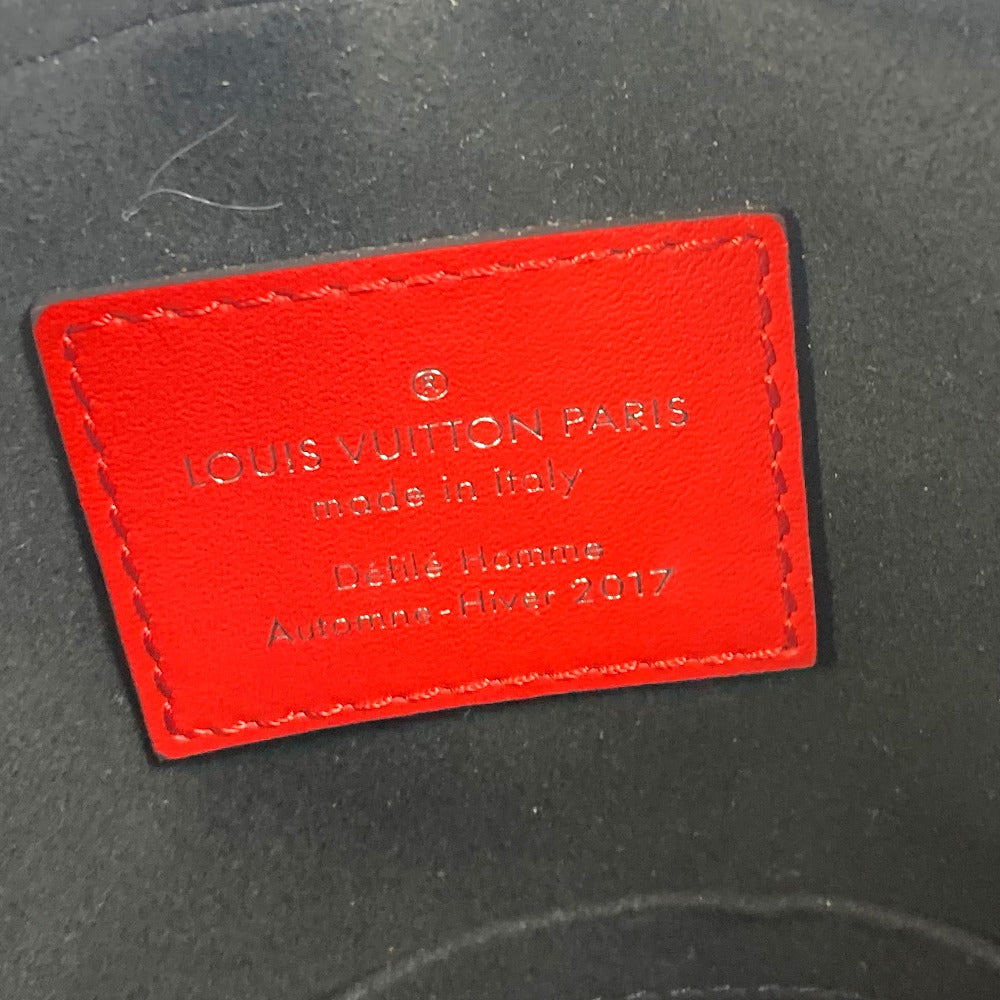 ®
LOUIS VUITTON PARIS
made in italy
Défilé Homme
Automne-Hiver 2017